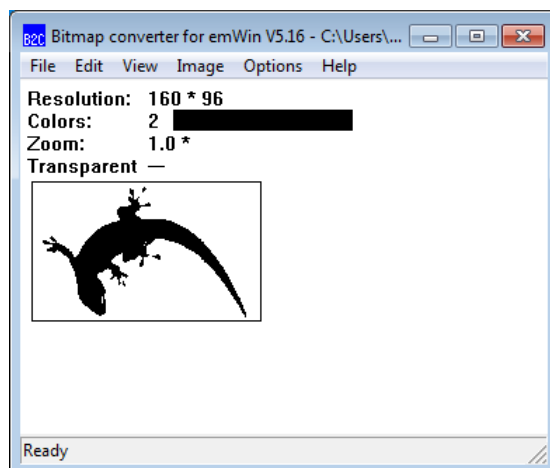 B2C Bitmap converter for emWin V5.16 - C:\Users\...
File Edit View Image Options Help
Resolution: 160 * 96
Colors: 2
Zoom: 1.0 *
Transparent —
Ready